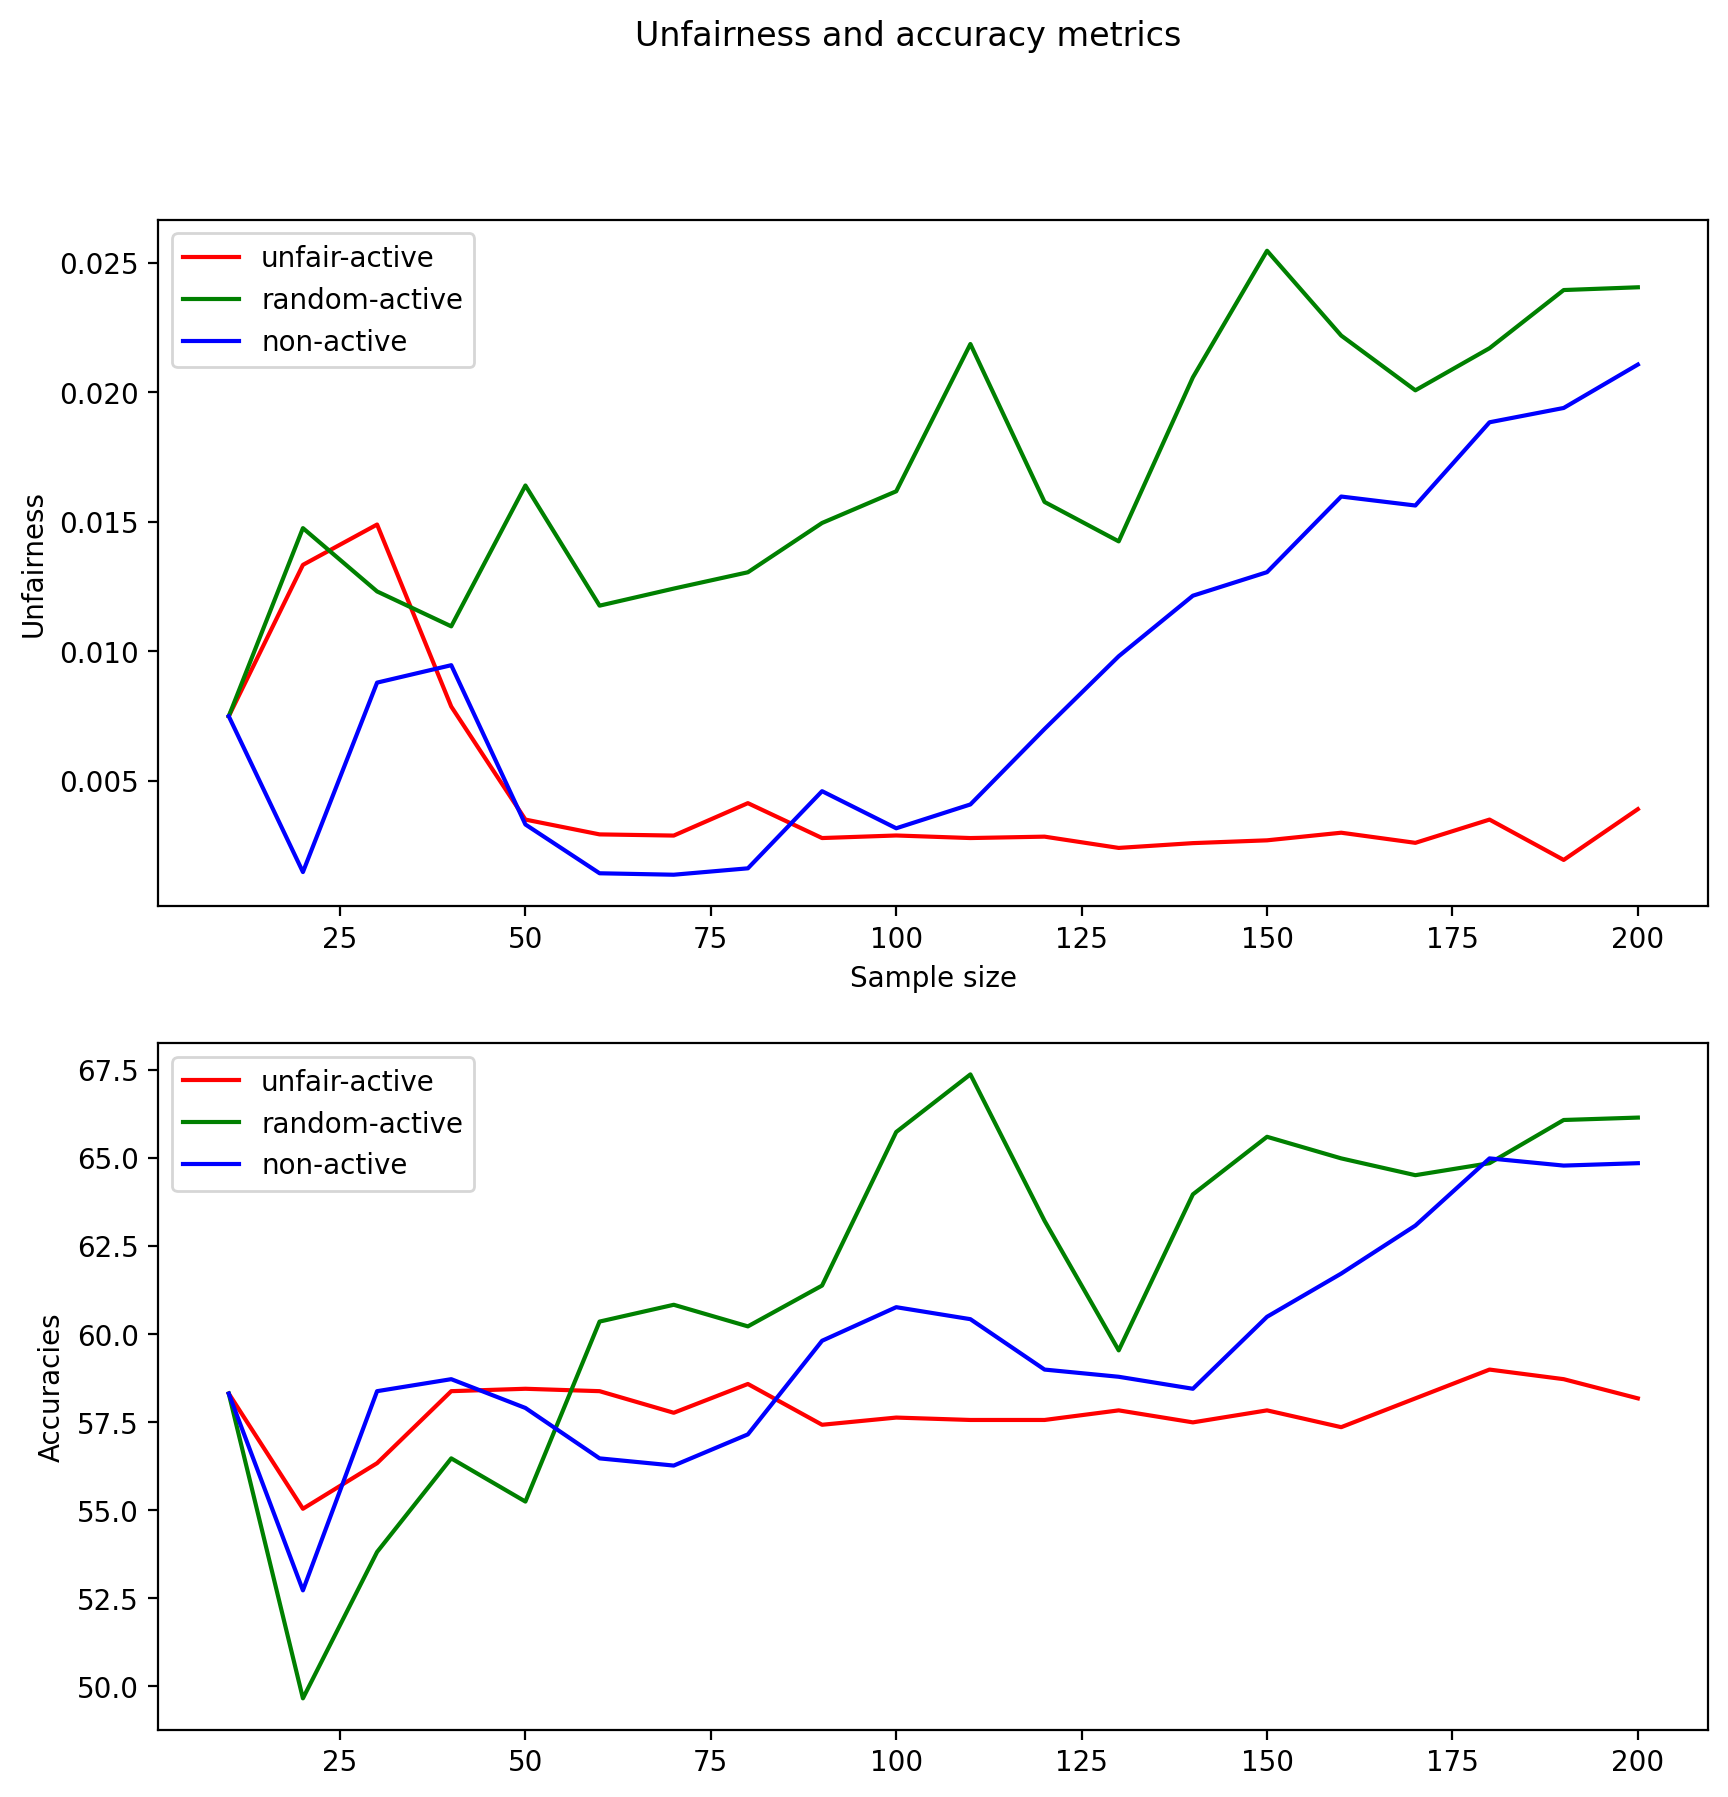 Unfairness and accuracy metrics
unfair-active
random-active
non-active
Unfairness
0.025
0.020
0.015
0.010
0.005
25 50 75 100 125 150 175 200
Sample size
unfair-active
random-active
non-active
Accuracies
67.5
65.0
62.5
60.0
57.5
55.0
52.5
50.0
25 50 75 100 125 150 175 200